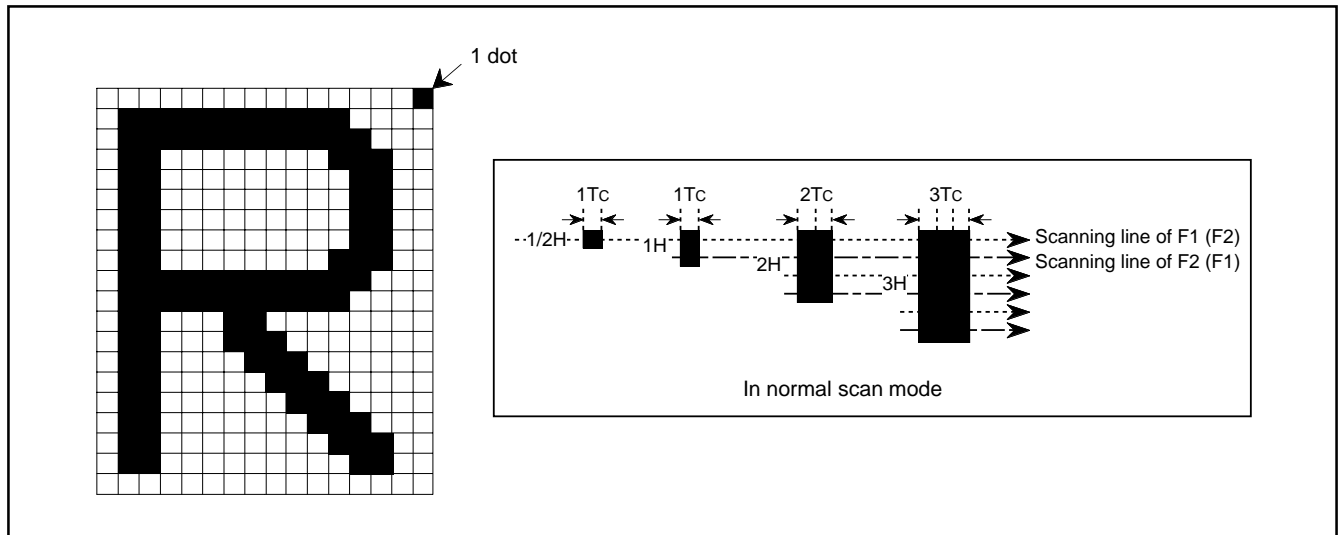 1 dot
1Tc 1Tc 2Tc 3Tc
1/2H
1H
2H
3H
Scanning line of F1 (F2)
Scanning line of F2 (F1)
In normal scan mode